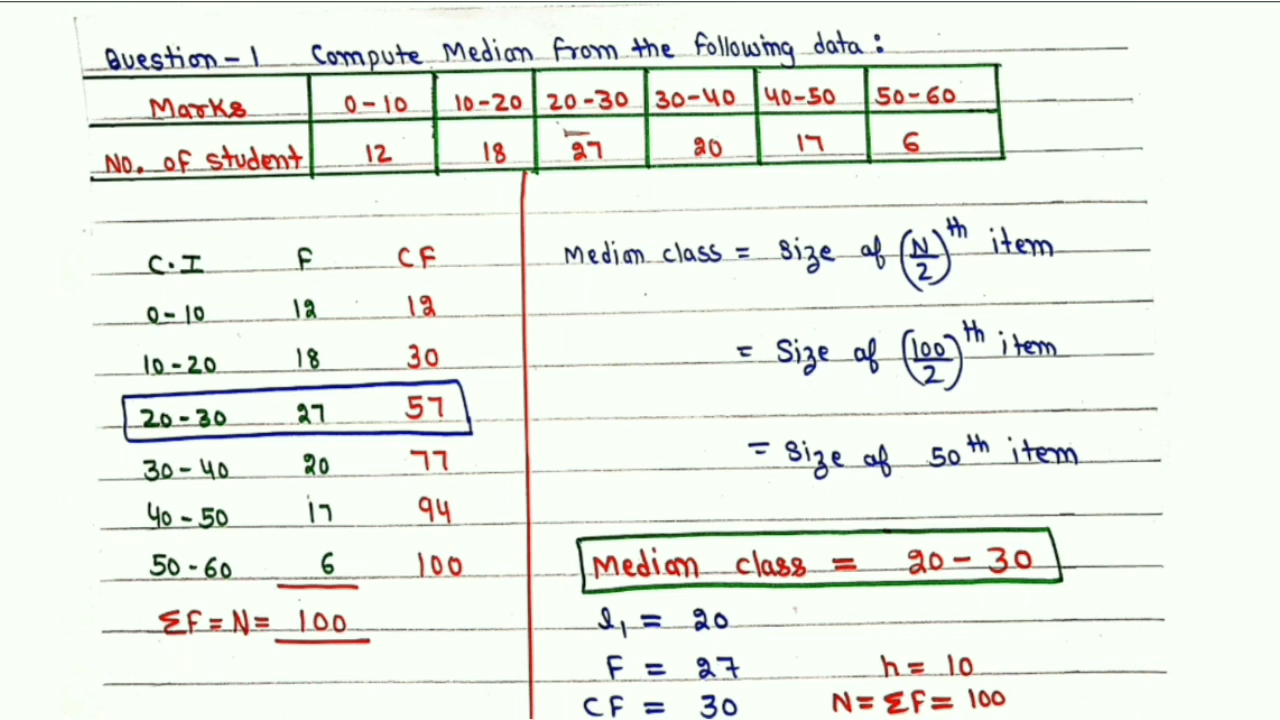 Question - 1 Compute Median from the following data :
Marks 0-10 10-20 20-30 30-40 40-50 50-60
No. of student 12 18 27 20 17 6
C.I F CF
0-10 12 12
10-20 18 30
20-30 27 57
30-40 20 77
40-50 17 94
50-60 6 100
ΣF = N = 100
Median class = Size of (N/2)th item
= Size of (100/2)th item
= Size of 50th item
Median class = 20-30
l₁ = 20
F = 27 h = 10
CF = 30 N = ΣF = 100